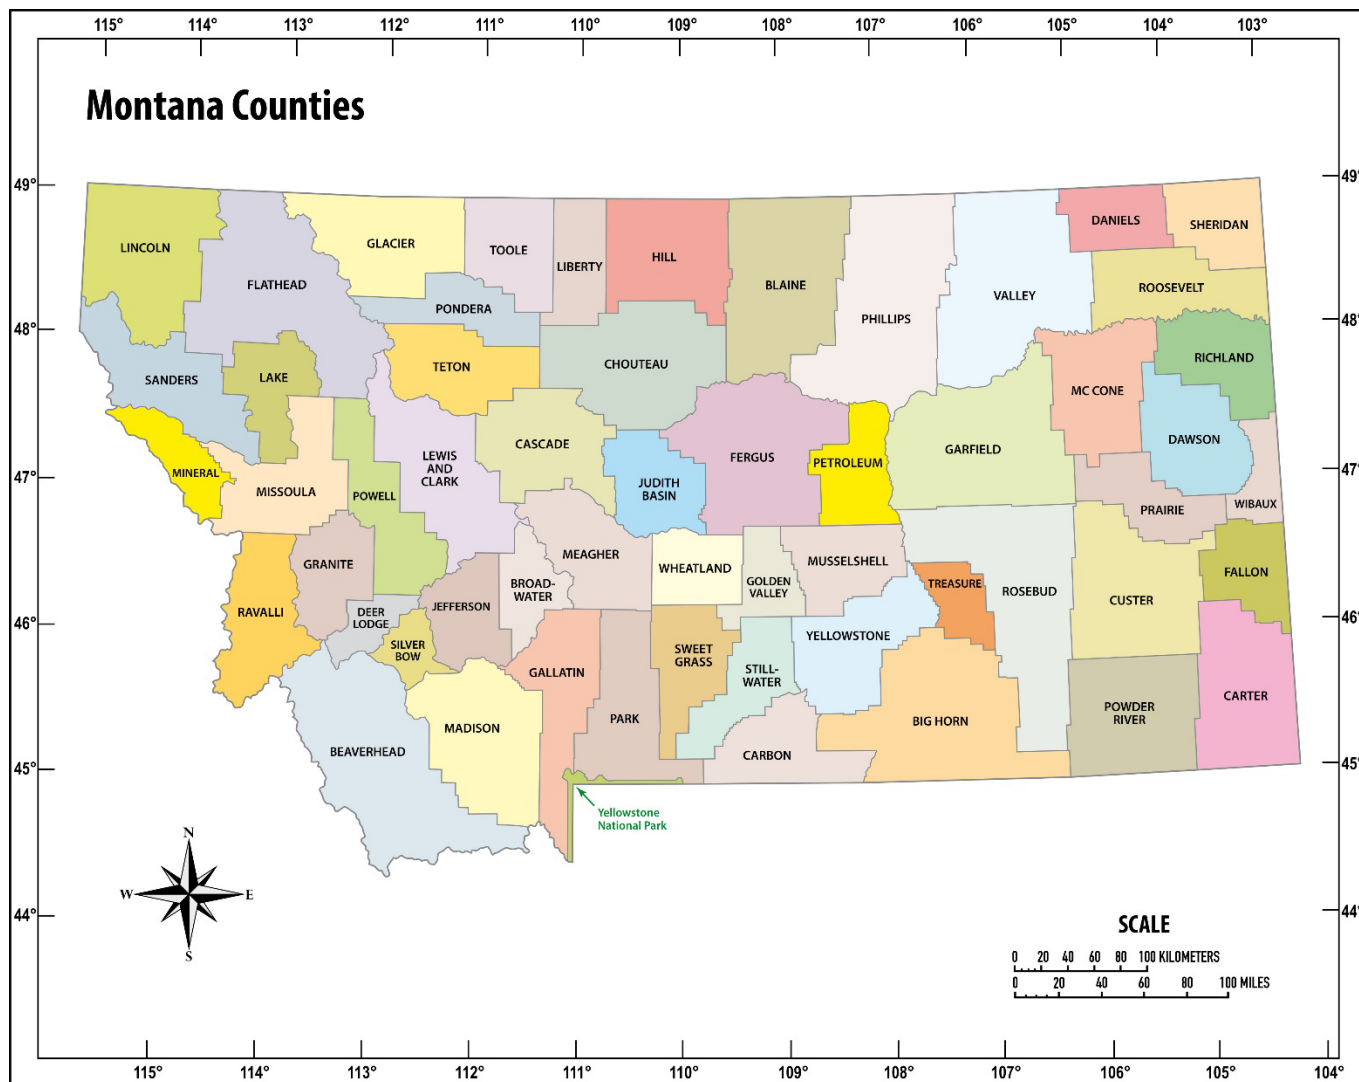 115° 114° 113° 112° 111° 110° 109° 108° 107° 106° 105° 104° 103°
Montana Counties
49° 49°
LINCOLN
FLATHEAD
GLACIER
TOOLE
LIBERTY
HILL
BLAINE
PHILLIPS
VALLEY
DANIELS
SHERIDAN
ROOSEVELT
PONDERA
48° 48°
SANDERS
LAKE
TETON
CHOUTEAU
MC CONE
RICHLAND
DAWSON
MINERAL
MISSOULA
POWELL
LEWIS
AND
CLARK
CASCADE
JUDITH
BASIN
FERGUS
PETROLEUM
GARFIELD
PRAIRIE
WIBAUX
47° 47°
RAVALLI
GRANITE
DEER
LODGE
SILVER
BOW
JEFFERSON
BROAD-
WATER
MEAGHER
WHEATLAND
GOLDEN
VALLEY
MUSSELSHELL
TREASURE
ROSEBUD
CUSTER
FALLON
46° 46°
BEAVERHEAD
MADISON
GALLATIN
PARK
SWEET
GRASS
STILL-
WATER
YELLOWSTONE
CARBON
BIG HORN
POWDER
RIVER
CARTER
45° 45°
Yellowstone
National Park
N
W E
S
44° 44°
SCALE
0 20 40 60 80 100 KILOMETERS
0 20 40 60 80 100 MILES
115° 114° 113° 112° 111° 110° 109° 108° 107° 106° 105° 104°